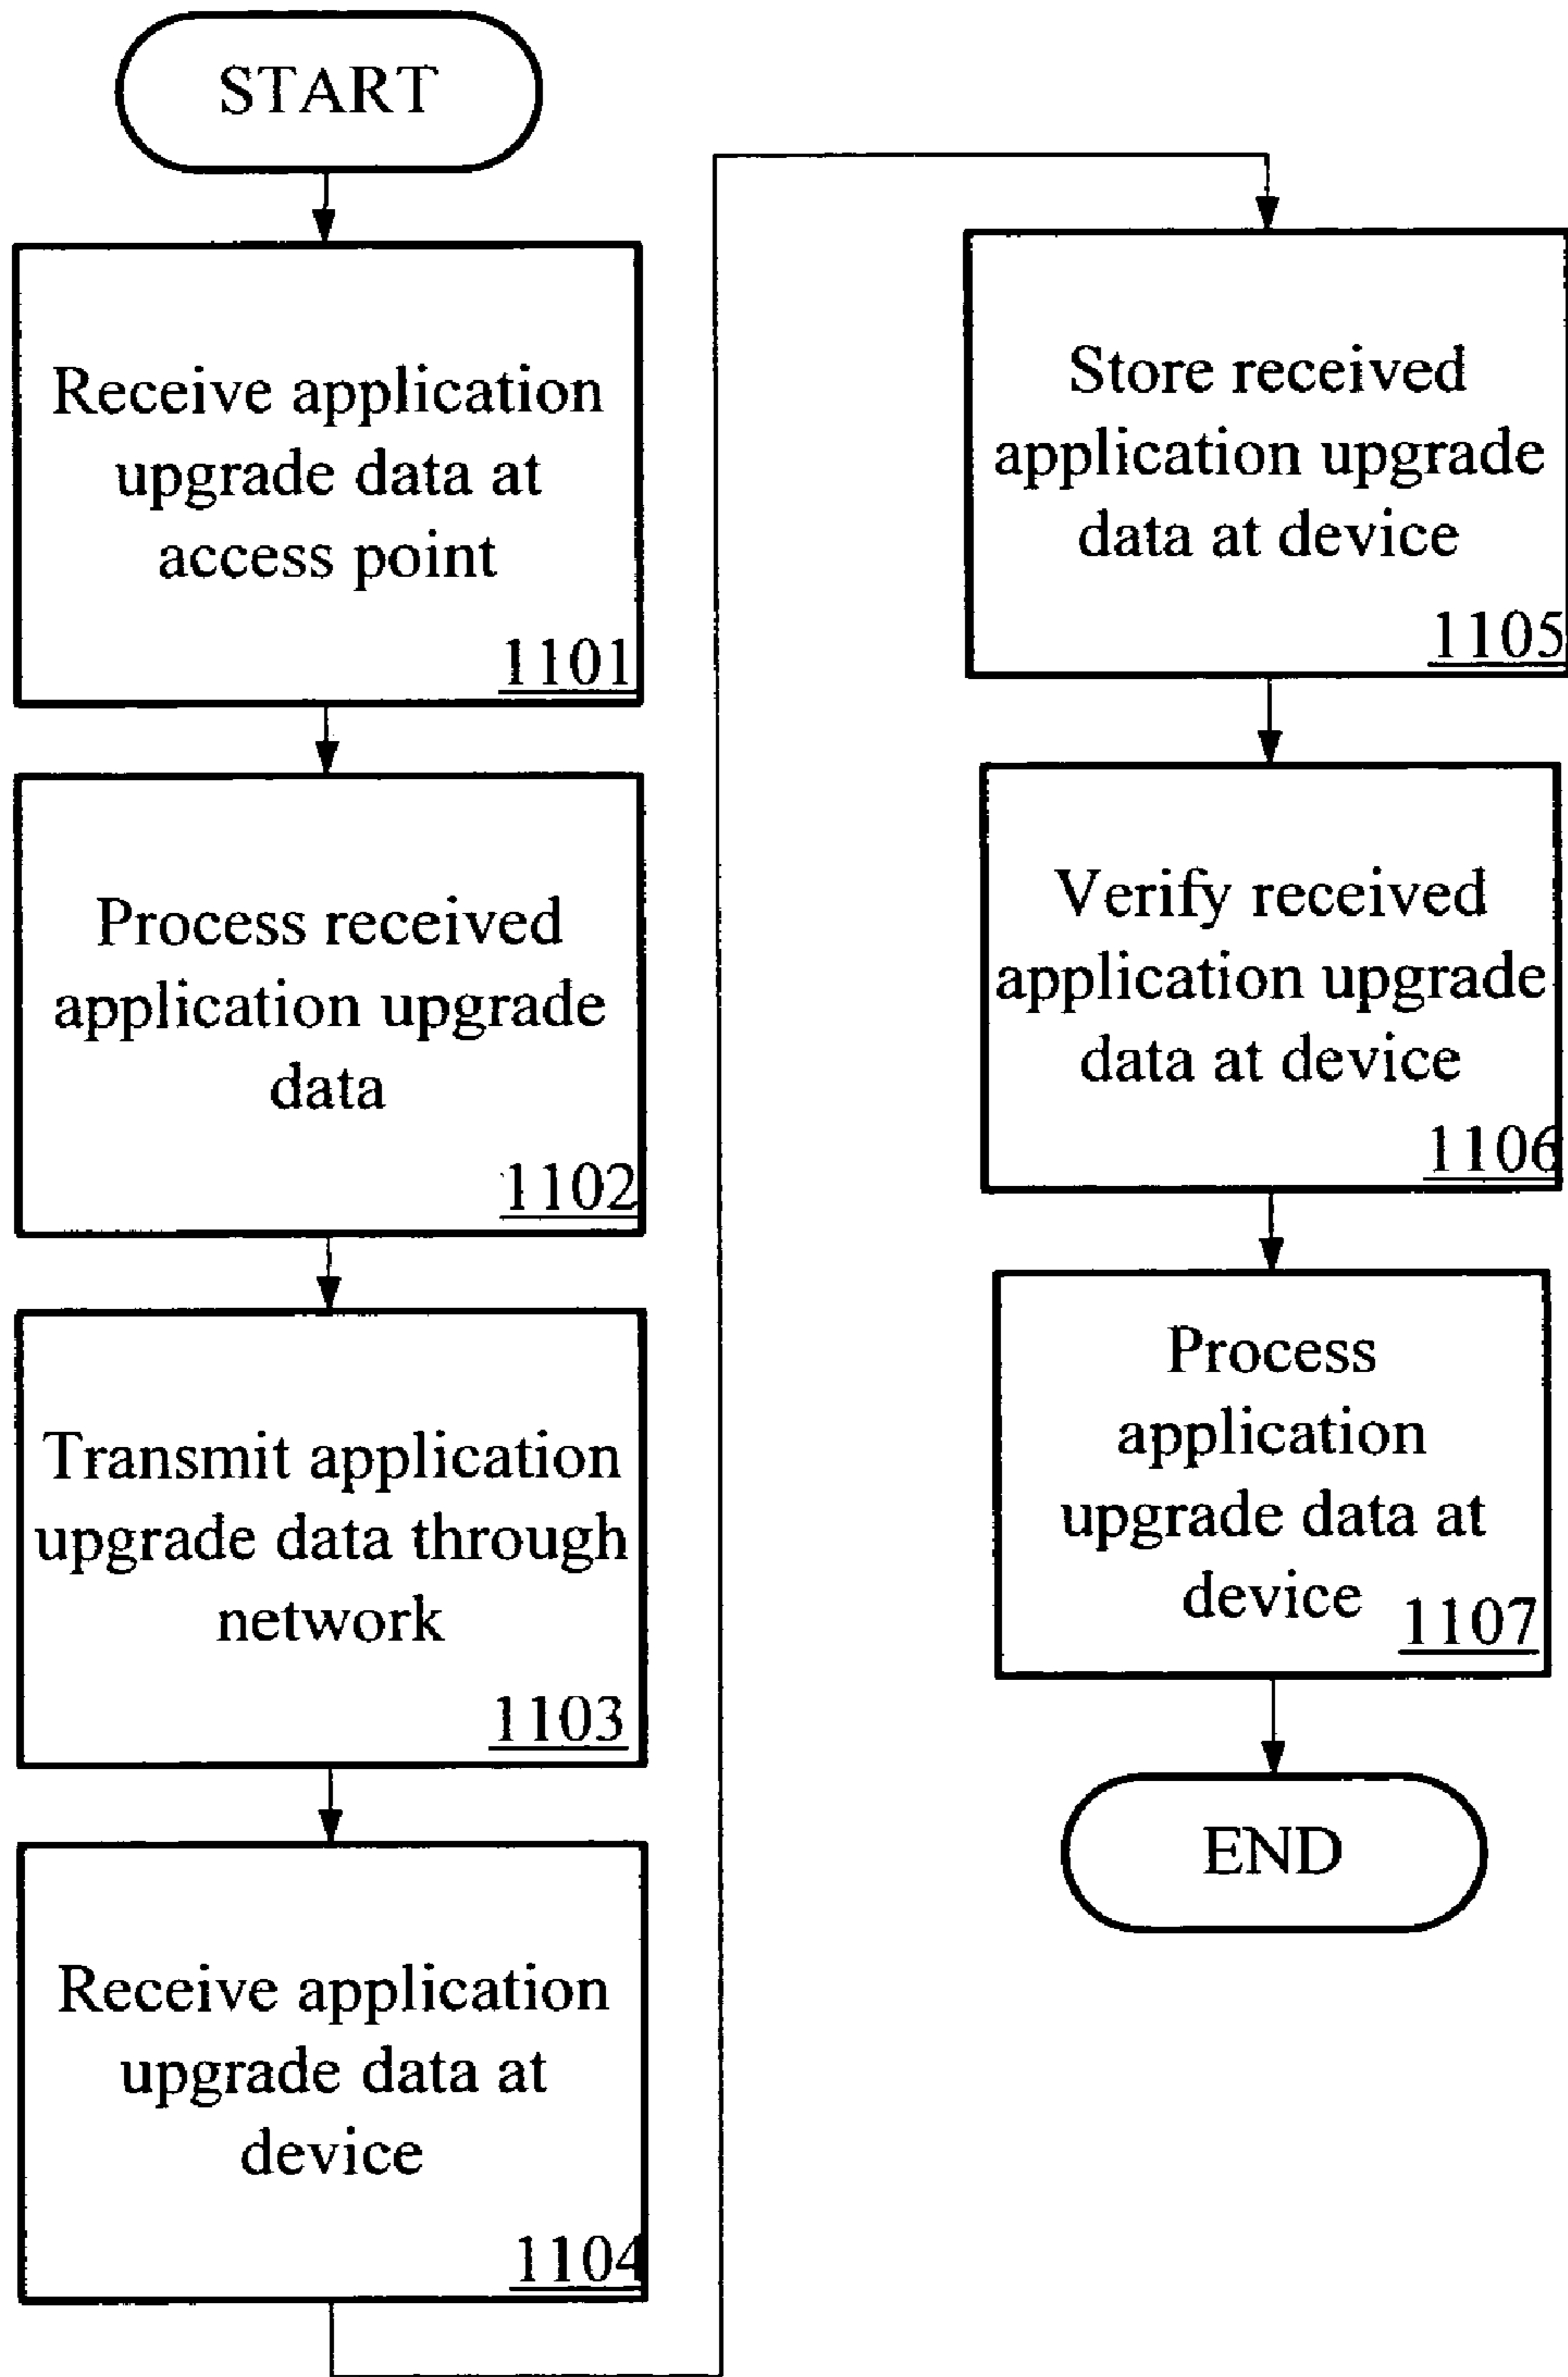 START
Receive application
upgrade data at
access point
1101
Process received
application upgrade
data
1102
Transmit application
upgrade data through
network
1103
Receive application
upgrade data at
device
1104
Store received
application upgrade
data at device
1105
Verify received
application upgrade
data at device
1106
Process
application
upgrade data at
device
1107
END